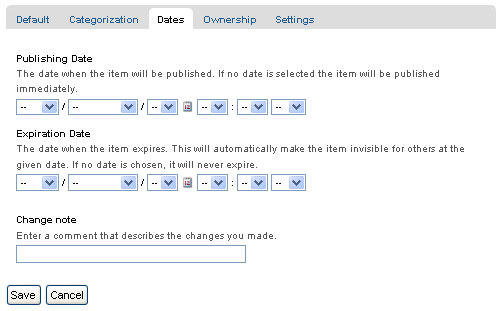 Default Categorization Dates Ownership Settings
Publishing Date
The date when the item will be published. If no date is selected the item will be published
immediately.
-- / -- / -- -- : -- --
Expiration Date
The date when the item expires. This will automatically make the item invisible for others at the
given date. If no date is chosen, it will never expire.
-- / -- / -- -- : -- --
Change note
Enter a comment that describes the changes you made.
Save Cancel